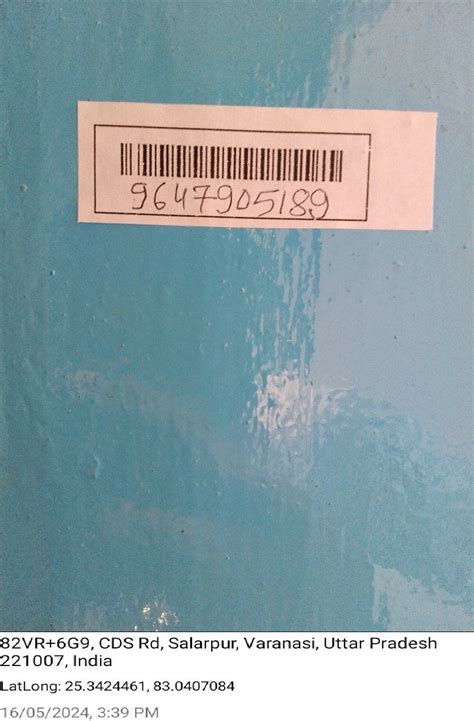 9647905189
82VR+6G9, CDS Rd, Salarpur, Varanasi, Uttar Pradesh
221007, India
LatLong: 25.3424461, 83.0407084
16/05/2024, 3:39 PM